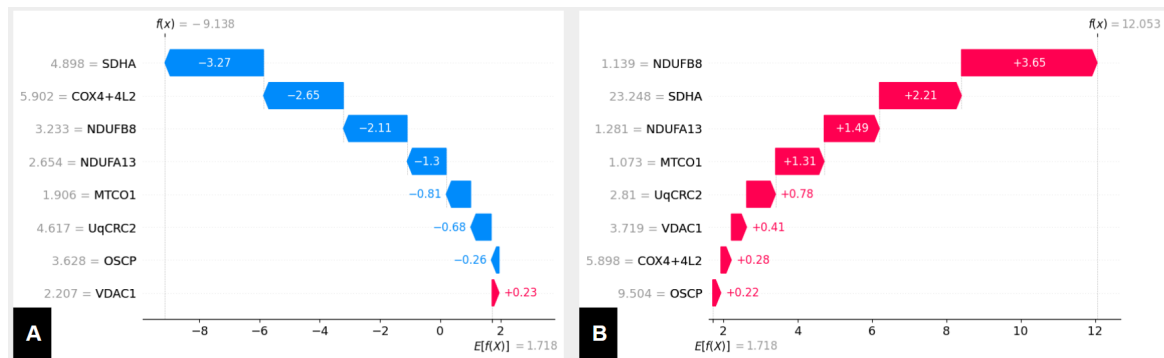 f(x) = −9.138
4.898 = SDHA
−3.27
5.902 = COX4+4L2
−2.65
3.233 = NDUFB8
−2.11
2.654 = NDUFA13
−1.3
1.906 = MTCO1
−0.81
4.617 = UqCRC2
−0.68
3.628 = OSCP
−0.26
2.207 = VDAC1
+0.23
−8 −6 −4 −2 0 2
E[f(X)] = 1.718
A
f(x) = 12.053
1.139 = NDUFB8
+3.65
23.248 = SDHA
+2.21
1.281 = NDUFA13
+1.49
1.073 = MTCO1
+1.31
2.81 = UqCRC2
+0.78
3.719 = VDAC1
+0.41
5.898 = COX4+4L2
+0.28
9.504 = OSCP
+0.22
2 4 6 8 10 12
E[f(X)] = 1.718
B